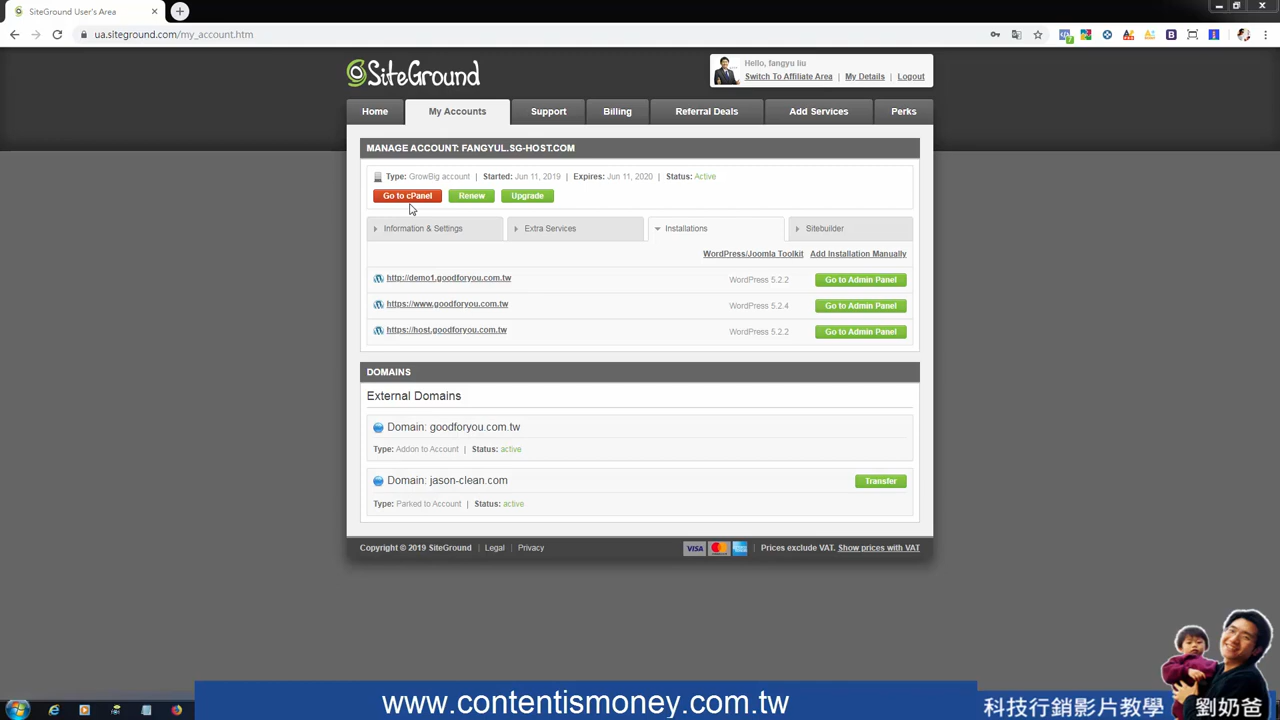 SiteGround User's Area
ua.siteground.com/my_account.htm
SiteGround
Hello, fangyu liu
Switch To Affiliate Area | My Details | Logout
Home
My Accounts
Support
Billing
Referral Deals
Add Services
Perks
MANAGE ACCOUNT: FANGYUL.SG-HOST.COM
Type: GrowBig account | Started: Jun 11, 2019 | Expires: Jun 11, 2020 | Status: Active
Go to cPanel
Renew
Upgrade
Information & Settings
Extra Services
Installations
Sitebuilder
WordPress/Joomla Toolkit
Add Installation Manually
http://demo1.goodforyou.com.tw
WordPress 5.2.2
Go to Admin Panel
https://www.goodforyou.com.tw
WordPress 5.2.4
Go to Admin Panel
https://host.goodforyou.com.tw
WordPress 5.2.2
Go to Admin Panel
DOMAINS
External Domains
Domain: goodforyou.com.tw
Type: Addon to Account | Status: active
Domain: jason-clean.com
Transfer
Type: Parked to Account | Status: active
Copyright © 2019 SiteGround | Legal | Privacy
VISA
Prices exclude VAT. Show prices with VAT
www.contentismoney.com.tw
科技行銷影片教學 劉奶爸